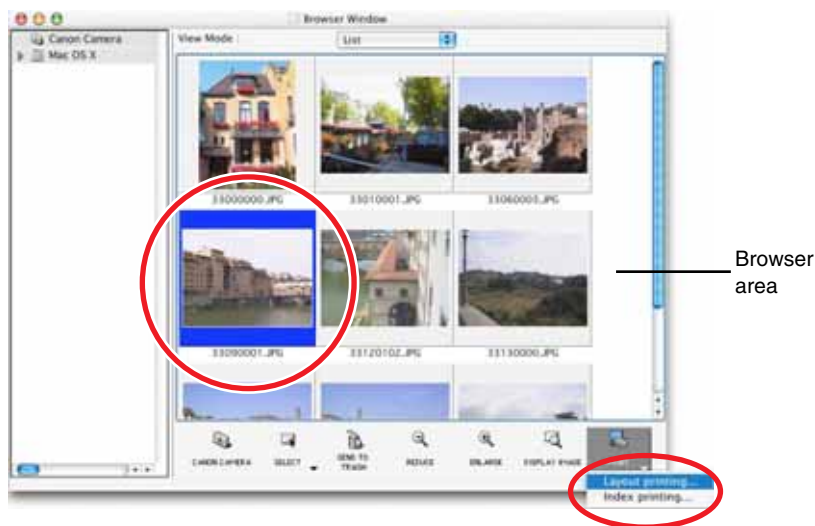 Browser Window
Canon Camera
Mac OS X
View Mode :
List
33000000.JPG
33010001.JPG
33060003.JPG
33090001.JPG
33120102.JPG
33130000.JPG
Browser
area
CANON CAMERA
SELECT
SEND TO
TRASH
REDUCE
ENLARGE
DISPLAY IMAGE
Layout printing...
Index printing...